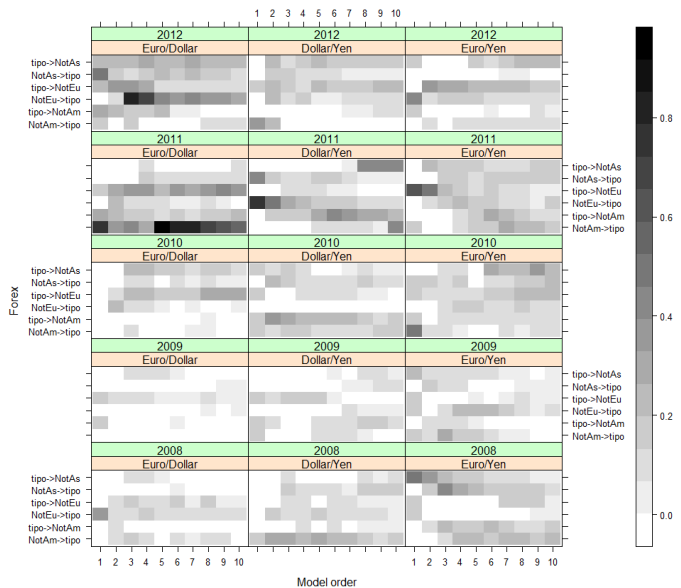 1 2 3 4 5 6 7 8 9 10
2012 2012 2012
Euro/Dollar Dollar/Yen Euro/Yen
tipo->NotAs
NotAs->tipo
tipo->NotEu
NotEu->tipo
tipo->NotAm
NotAm->tipo
2011 2011 2011
Euro/Dollar Dollar/Yen Euro/Yen
tipo->NotAs
NotAs->tipo
tipo->NotEu
NotEu->tipo
tipo->NotAm
NotAm->tipo
2010 2010 2010
Euro/Dollar Dollar/Yen Euro/Yen
tipo->NotAs
NotAs->tipo
tipo->NotEu
NotEu->tipo
tipo->NotAm
NotAm->tipo
2009 2009 2009
Euro/Dollar Dollar/Yen Euro/Yen
tipo->NotAs
NotAs->tipo
tipo->NotEu
NotEu->tipo
tipo->NotAm
NotAm->tipo
2008 2008 2008
Euro/Dollar Dollar/Yen Euro/Yen
tipo->NotAs
NotAs->tipo
tipo->NotEu
NotEu->tipo
tipo->NotAm
NotAm->tipo
1 2 3 4 5 6 7 8 9 10 1 2 3 4 5 6 7 8 9 10
Model order
Forex
0.8
0.6
0.4
0.2
0.0